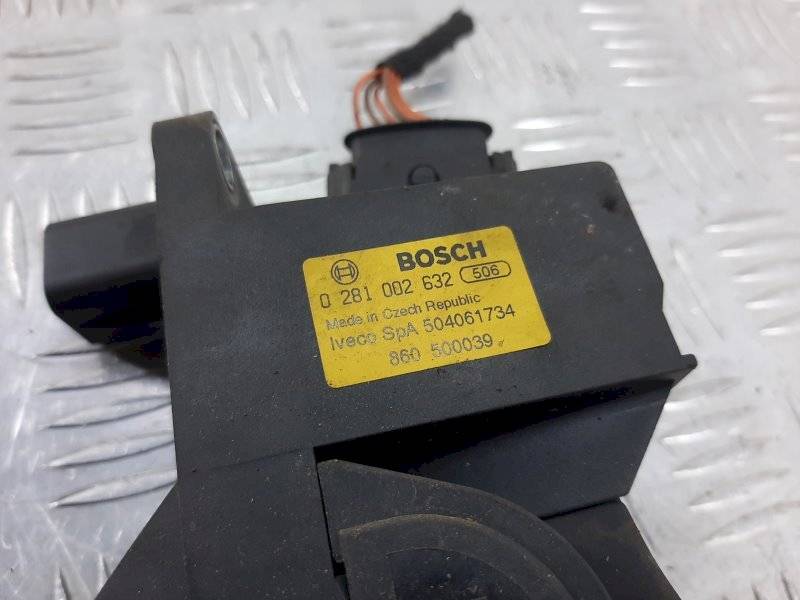 BOSCH
0 281 002 632 506
Made in Czech Republic
Iveco SpA 504061734
860 500039